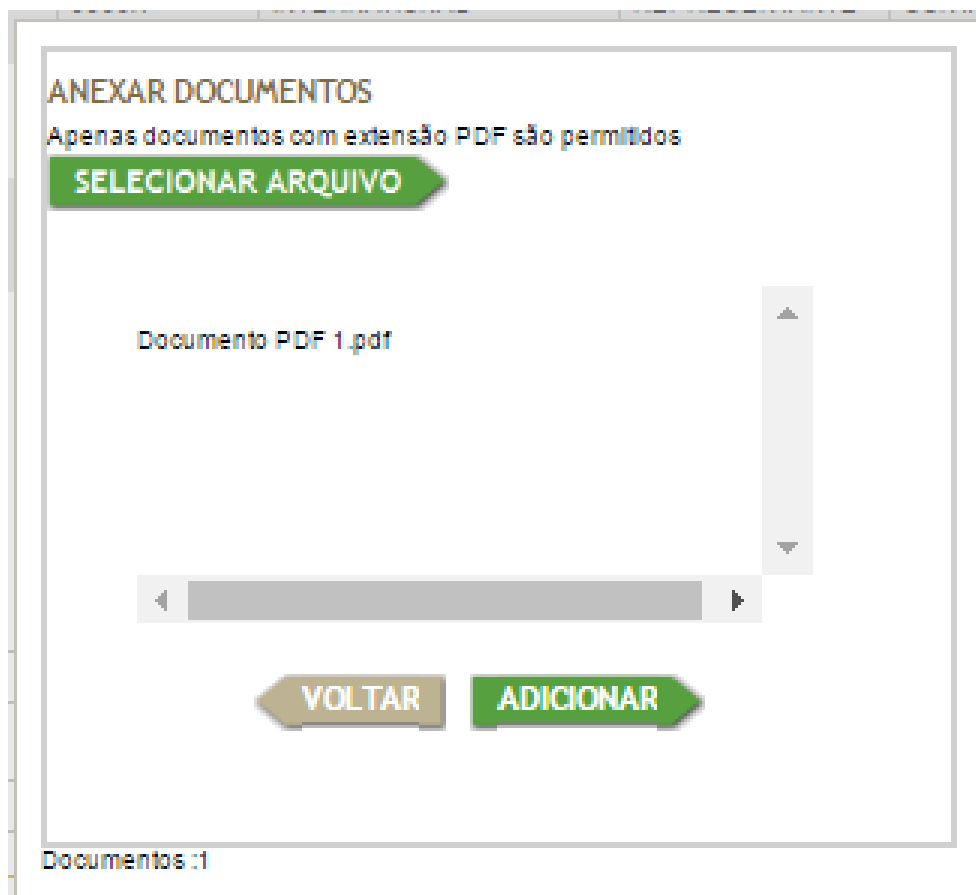 ANEXAR DOCUMENTOS
Apenas documentos com extensão PDF são permitidos
SELECIONAR ARQUIVO
Documento PDF 1.pdf
VOLTAR
ADICIONAR
Documentos :1